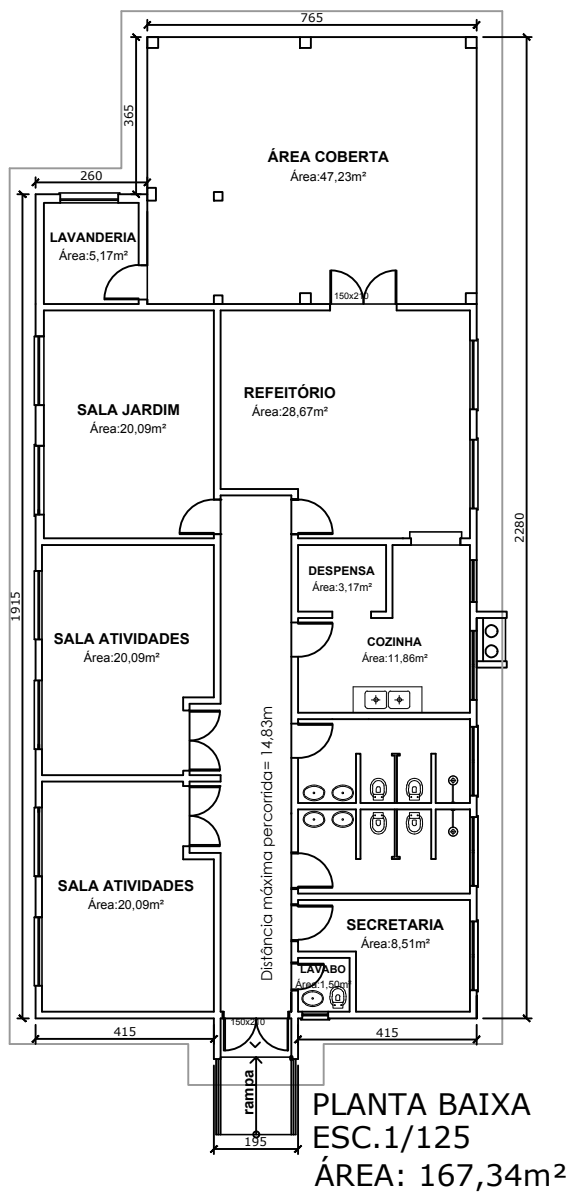 765
365
ÁREA COBERTA
Área:47,23m²
260
LAVANDERIA
Área:5,17m²
150x210
SALA JARDIM
Área:20,09m²
REFEITÓRIO
Área:28,67m²
2280
1915
DESPENSA
Área:3,17m²
SALA ATIVIDADES
Área:20,09m²
COZINHA
Área:11,86m²
Distância máxima percorrida= 14,83m
SALA ATIVIDADES
Área:20,09m²
SECRETARIA
Área:8,51m²
LAVABO
Área:1,50m²
150x210
415
415
rampa
195
PLANTA BAIXA
ESC.1/125
ÁREA: 167,34m²